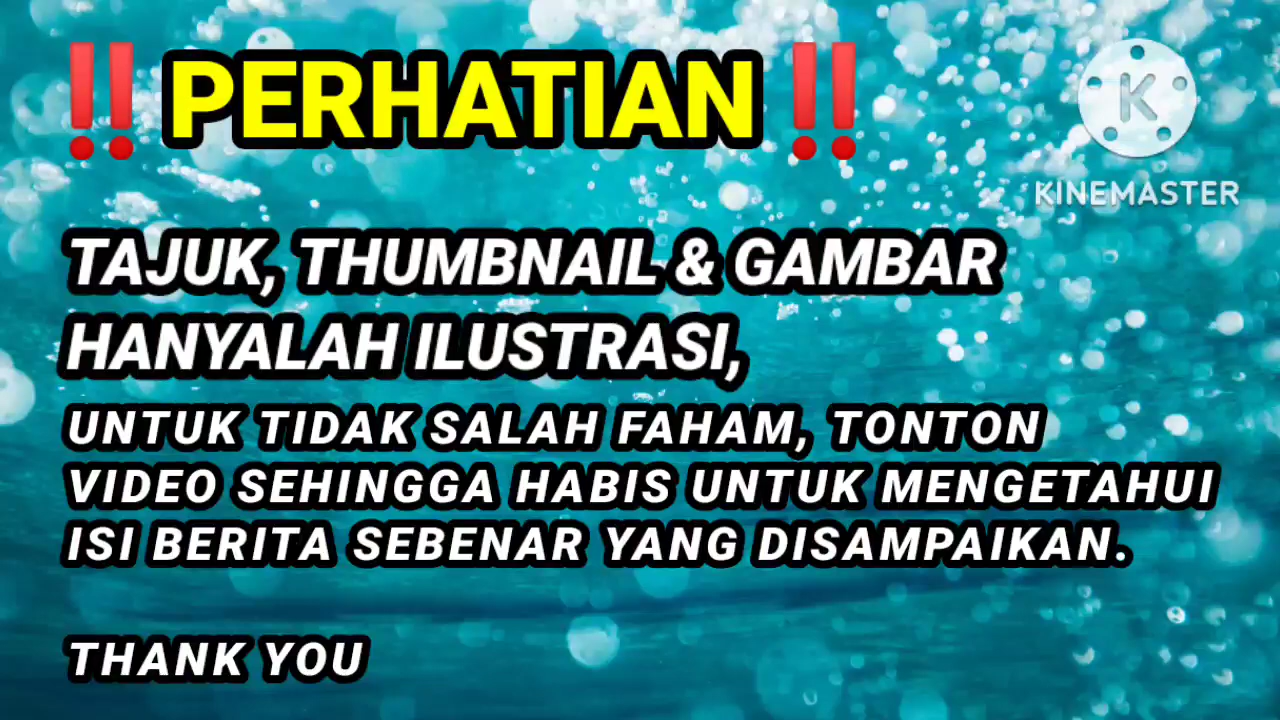 ‼️PERHATIAN‼️
K
KINEMASTER
TAJUK, THUMBNAIL & GAMBAR
HANYALAH ILUSTRASI,
UNTUK TIDAK SALAH FAHAM, TONTON
VIDEO SEHINGGA HABIS UNTUK MENGETAHUI
ISI BERITA SEBENAR YANG DISAMPAIKAN.
THANK YOU